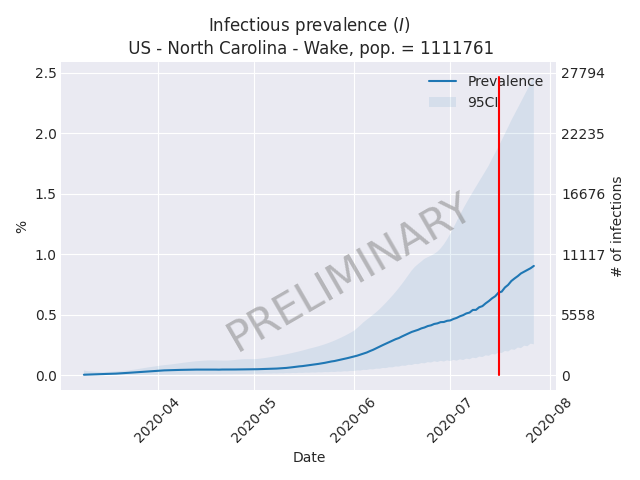 Infectious prevalence (I)
US - North Carolina - Wake, pop. = 1111761
Prevalence
95CI
2.5
2.0
1.5
1.0
0.5
0.0
%
27794
22235
16676
11117
5558
0
# of infections
PRELIMINARY
2020-04
2020-05
2020-06
2020-07
2020-08
Date